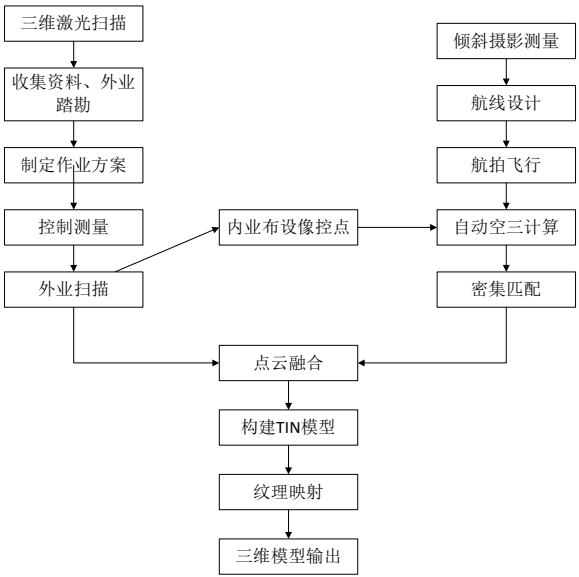 三维激光扫描
倾斜摄影测量
收集资料、外业
踏勘
航线设计
制定作业方案
航拍飞行
控制测量
内业布设像控点
自动空三计算
外业扫描
密集匹配
点云融合
构建TIN模型
纹理映射
三维模型输出